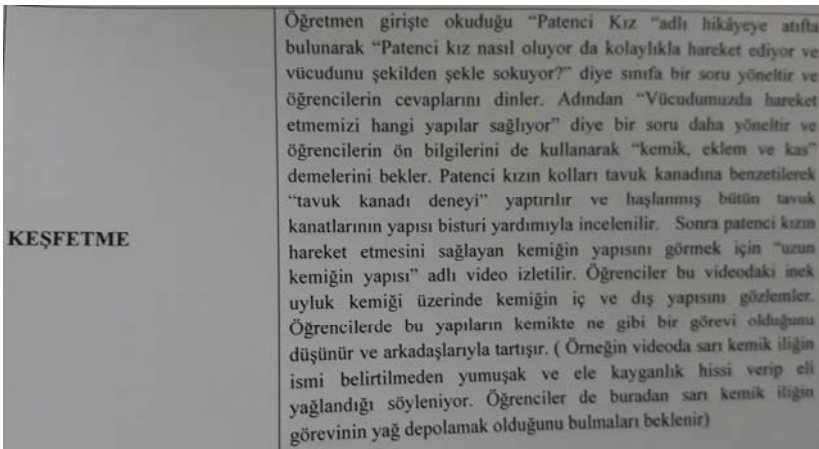 Öğretmen girişte okuduğu “Patenci Kız “adlı hikâyeye atıfta
bulunarak “Patenci kız nasıl oluyor da kolaylıkla hareket ediyor ve
vücudunu şekilden şekle sokuyor?” diye sınıfa bir soru yöneltir ve
öğrencilerin cevaplarını dinler. Adından “Vücudumuzda hareket
etmemizi hangi yapılar sağlıyor” diye bir soru daha yöneltir ve
öğrencilerin ön bilgilerini de kullanarak “kemik, eklem ve kas”
demelerini bekler. Patenci kızın kolları tavuk kanadına benzetilerek
“tavuk kanadı deneyi” yaptırılır ve haşlanmış bütün tavuk
kanatlarının yapısı bisturi yardımıyla incelenilir. Sonra patenci kızın
KEŞFETME
hareket etmesini sağlayan kemiğin yapısını görmek için “uzun
kemiğin yapısı” adlı video izletilir. Öğrenciler bu videodaki inek
uyluk kemiği üzerinde kemiğin iç ve dış yapısını gözlemler.
Öğrencilerde bu yapıların kemikte ne gibi bir görevi olduğunu
düşünür ve arkadaşlarıyla tartışır. ( Örneğin videoda sarı kemik iliğin
ismi belirtilmeden yumuşak ve ele kayganlık hissi verip eli
yağlandığı söyleniyor. Öğrenciler de buradan sarı kemik iliğin
görevinin yağ depolamak olduğunu bulmaları beklenir)